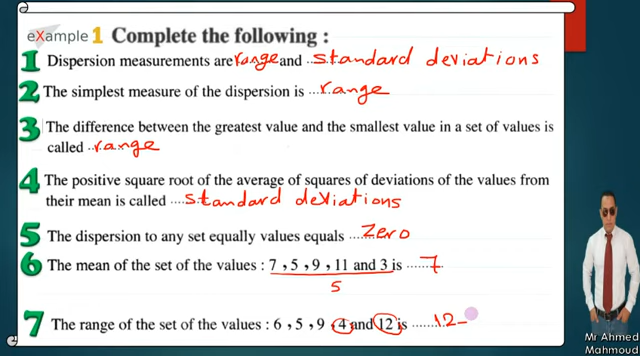 eXample 1 Complete the following :
1 Dispersion measurements are range and ..standard deviations
2 The simplest measure of the dispersion is ...range
3 The difference between the greatest value and the smallest value in a set of values is
called ..range
4 The positive square root of the average of squares of deviations of the values from
their mean is called ....standard deviations
5 The dispersion to any set equally values equals ....Zero
6 The mean of the set of the values : 7 , 5 , 9 , 11 and 3 is ......7
5
7 The range of the set of the values : 6 , 5 , 9 , 4 and 12 is .........12-
Mr Ahmed
Mahmoud